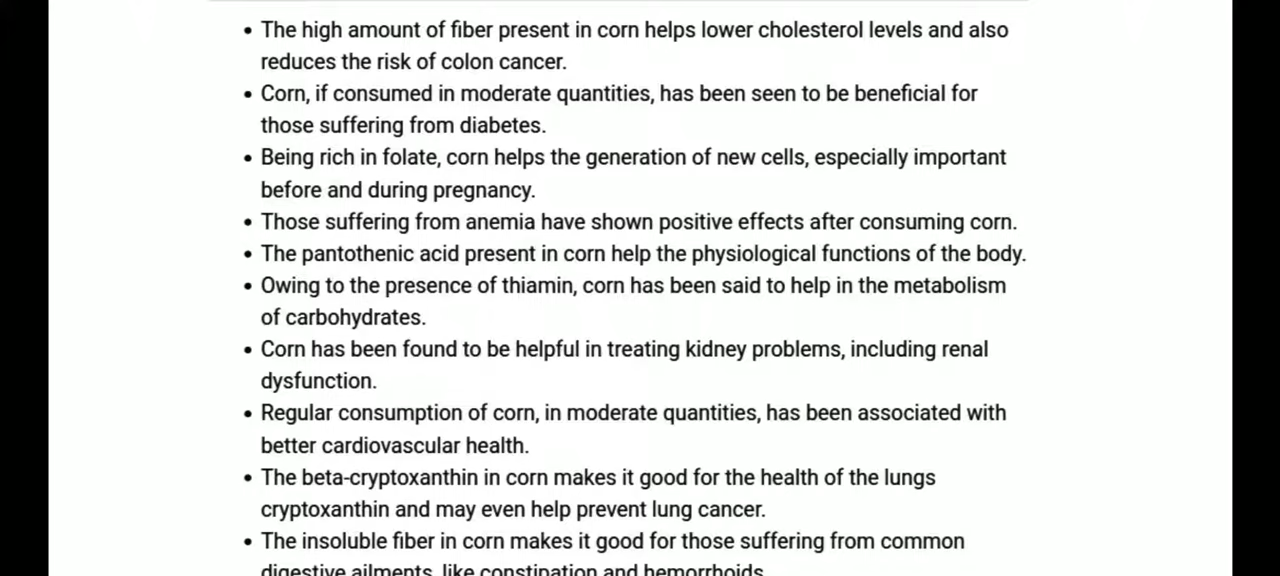 • The high amount of fiber present in corn helps lower cholesterol levels and also
reduces the risk of colon cancer.
• Corn, if consumed in moderate quantities, has been seen to be beneficial for
those suffering from diabetes.
• Being rich in folate, corn helps the generation of new cells, especially important
before and during pregnancy.
• Those suffering from anemia have shown positive effects after consuming corn.
• The pantothenic acid present in corn help the physiological functions of the body.
• Owing to the presence of thiamin, corn has been said to help in the metabolism
of carbohydrates.
• Corn has been found to be helpful in treating kidney problems, including renal
dysfunction.
• Regular consumption of corn, in moderate quantities, has been associated with
better cardiovascular health.
• The beta-cryptoxanthin in corn makes it good for the health of the lungs
cryptoxanthin and may even help prevent lung cancer.
• The insoluble fiber in corn makes it good for those suffering from common
digestive ailments, like constipation and hemorrhoids.